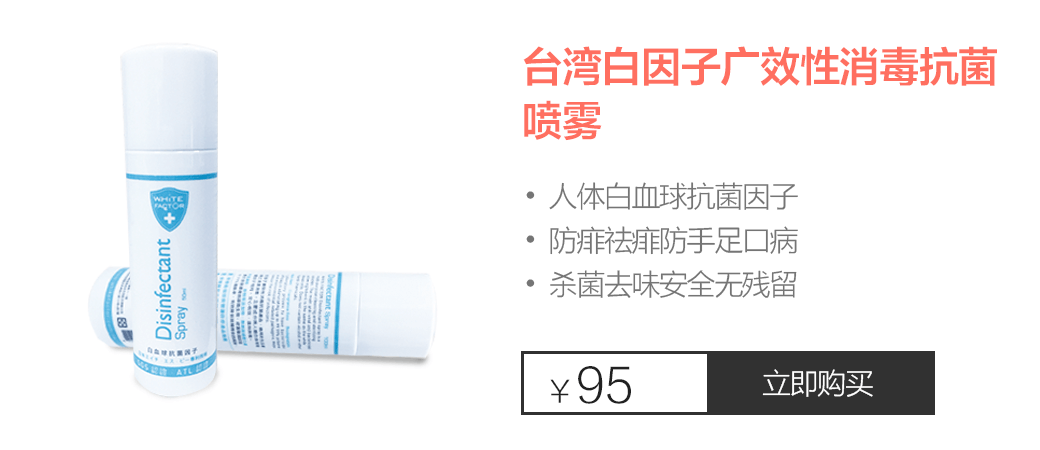 台湾白因子广效性消毒抗菌
喷雾
• 人体白血球抗菌因子
• 防痱祛痱防手足口病
• 杀菌去味安全无残留
¥95
立即购买
WHITE
FACTOR
Disinfectant
Spray
白血球抗菌因子
ATL
Disinfectant Spray